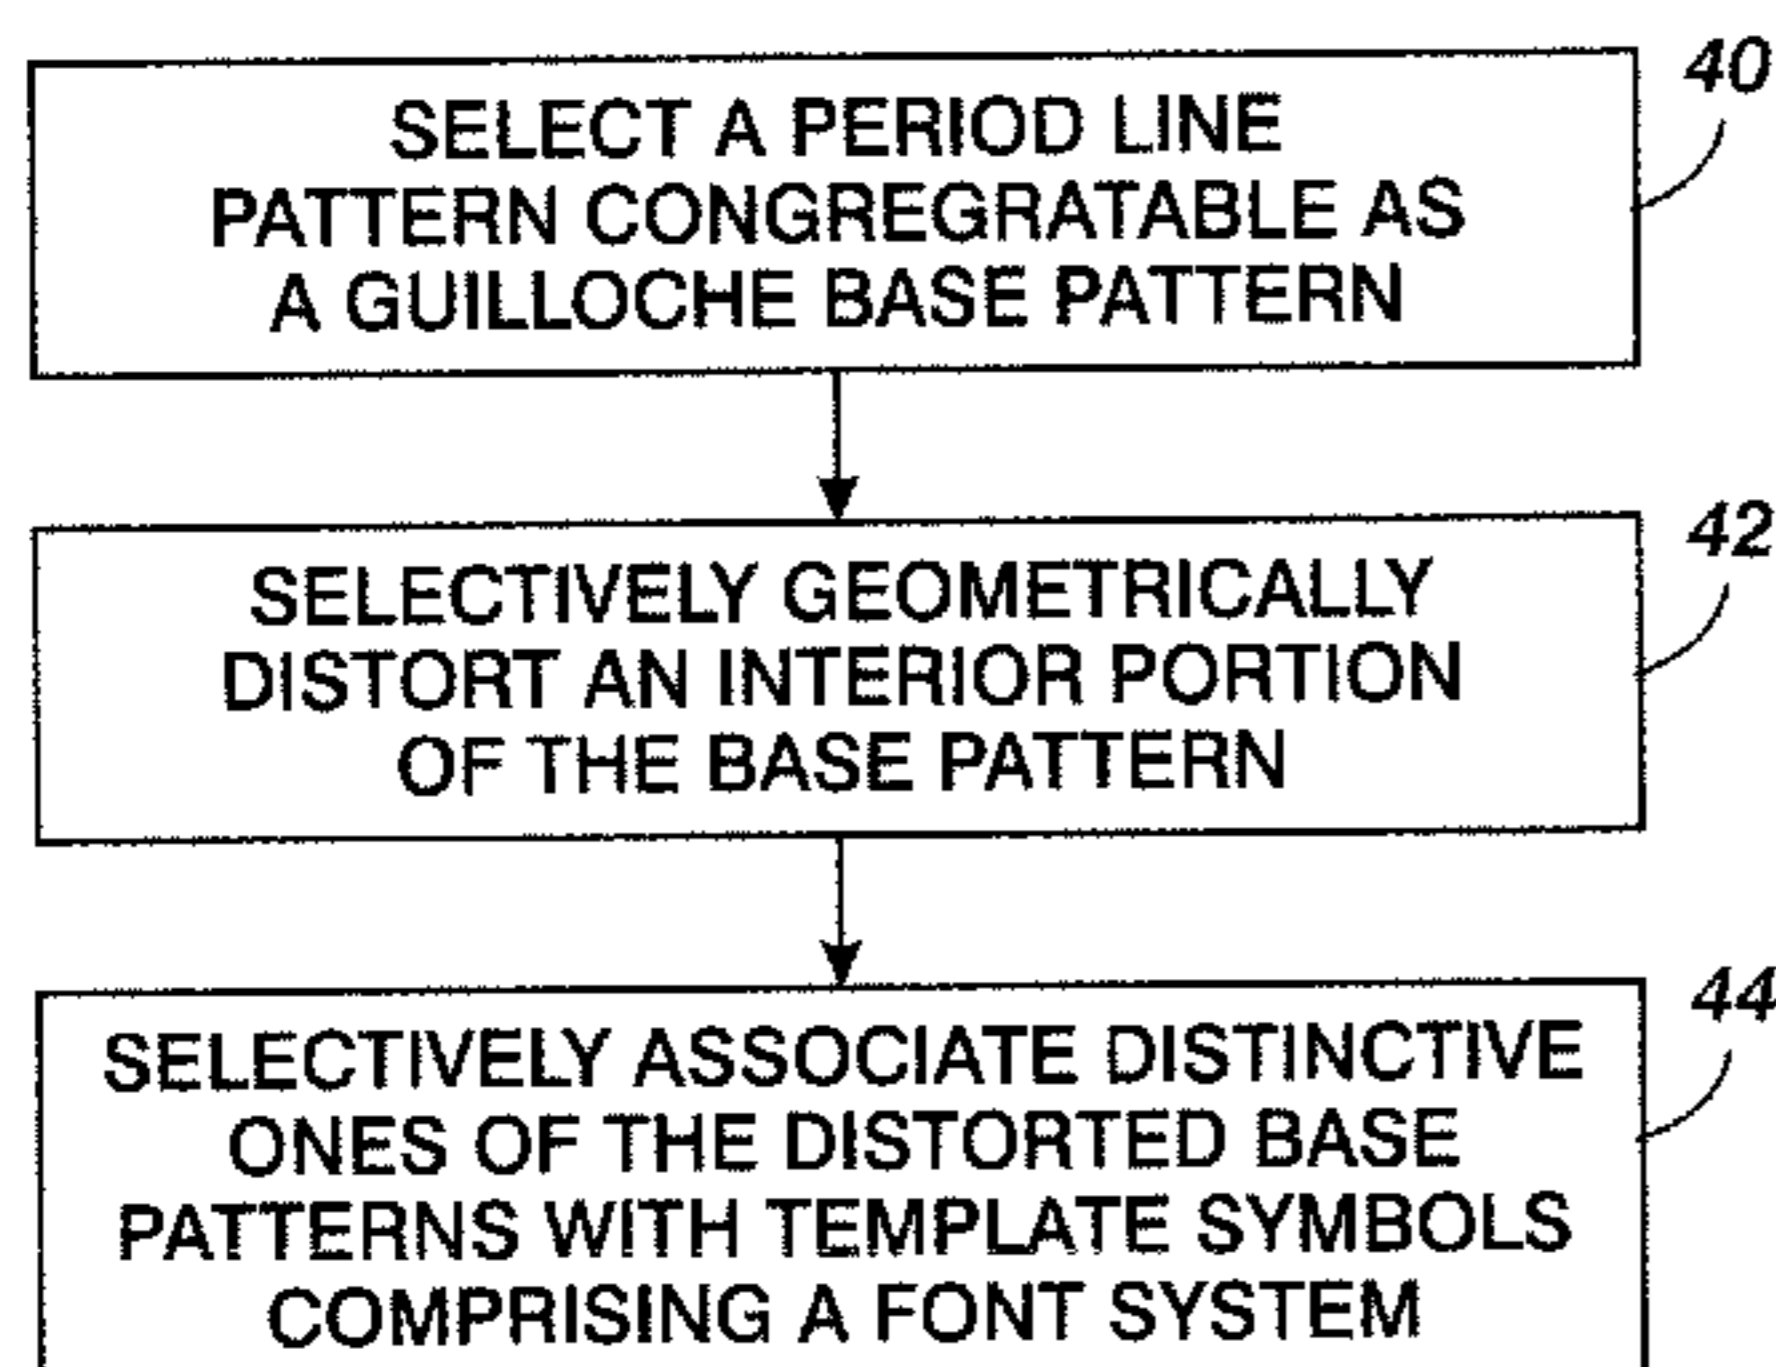 40
SELECT A PERIOD LINE
PATTERN CONGREGRATABLE AS
A GUILLOCHE BASE PATTERN
42
SELECTIVELY GEOMETRICALLY
DISTORT AN INTERIOR PORTION
OF THE BASE PATTERN
44
SELECTIVELY ASSOCIATE DISTINCTIVE
ONES OF THE DISTORTED BASE
PATTERNS WITH TEMPLATE SYMBOLS
COMPRISING A FONT SYSTEM